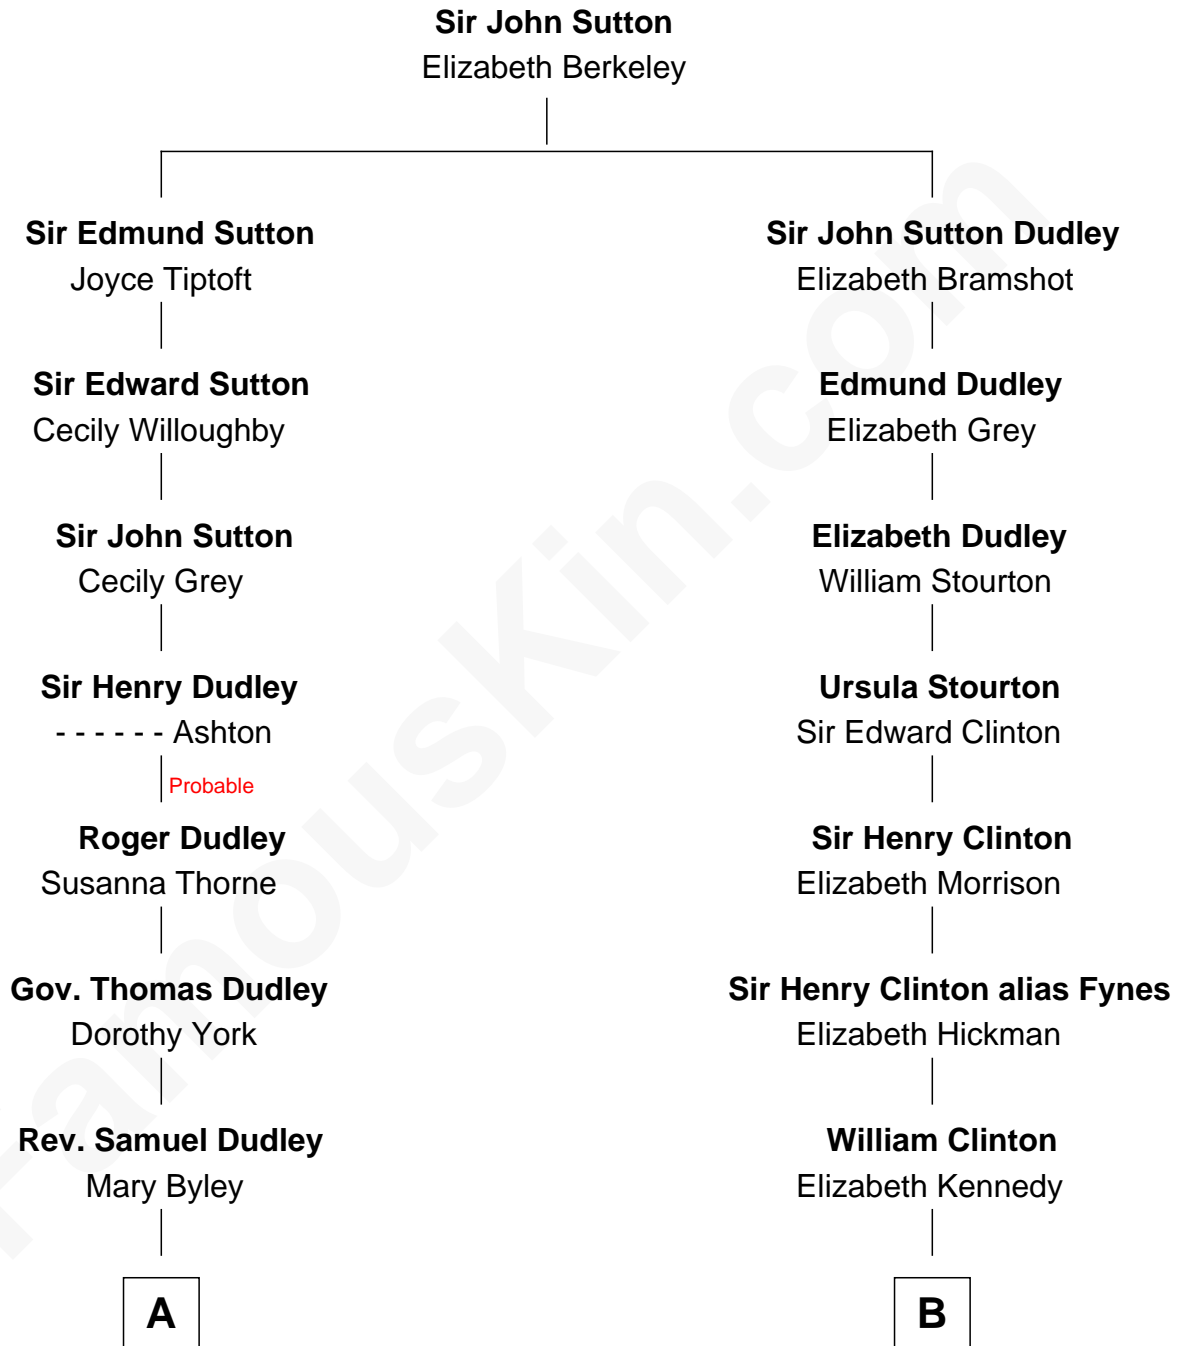 Sir John Sutton
Elizabeth Berkeley
Sir Edmund Sutton
Joyce Tiptoft
Sir Edward Sutton
Cecily Willoughby
Sir John Sutton
Cecily Grey
Sir Henry Dudley
- - - - - - Ashton
Probable
Roger Dudley
Susanna Thorne
Gov. Thomas Dudley
Dorothy York
Rev. Samuel Dudley
Mary Byley
A
Sir John Sutton Dudley
Elizabeth Bramshot
Edmund Dudley
Elizabeth Grey
Elizabeth Dudley
William Stourton
Ursula Stourton
Sir Edward Clinton
Sir Henry Clinton
Elizabeth Morrison
Sir Henry Clinton alias Fynes
Elizabeth Hickman
William Clinton
Elizabeth Kennedy
B
FamousKin.com